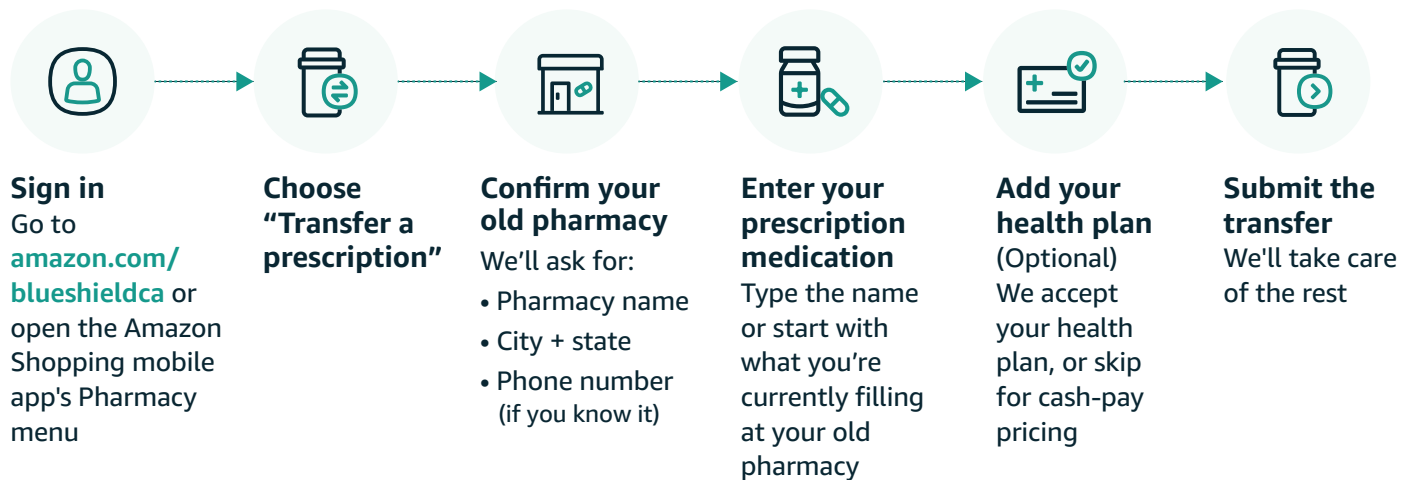 Sign in
Go to
amazon.com/
blueshieldca or
open the Amazon
Shopping mobile
app's Pharmacy
menu
Choose
“Transfer a
prescription”
Confirm your
old pharmacy
We’ll ask for:
• Pharmacy name
• City + state
• Phone number
(if you know it)
Enter your
prescription
medication
Type the name
or start with
what you’re
currently filling
at your old
pharmacy
Add your
health plan
(Optional)
We accept
your health
plan, or skip
for cash-pay
pricing
Submit the
transfer
We'll take care
of the rest